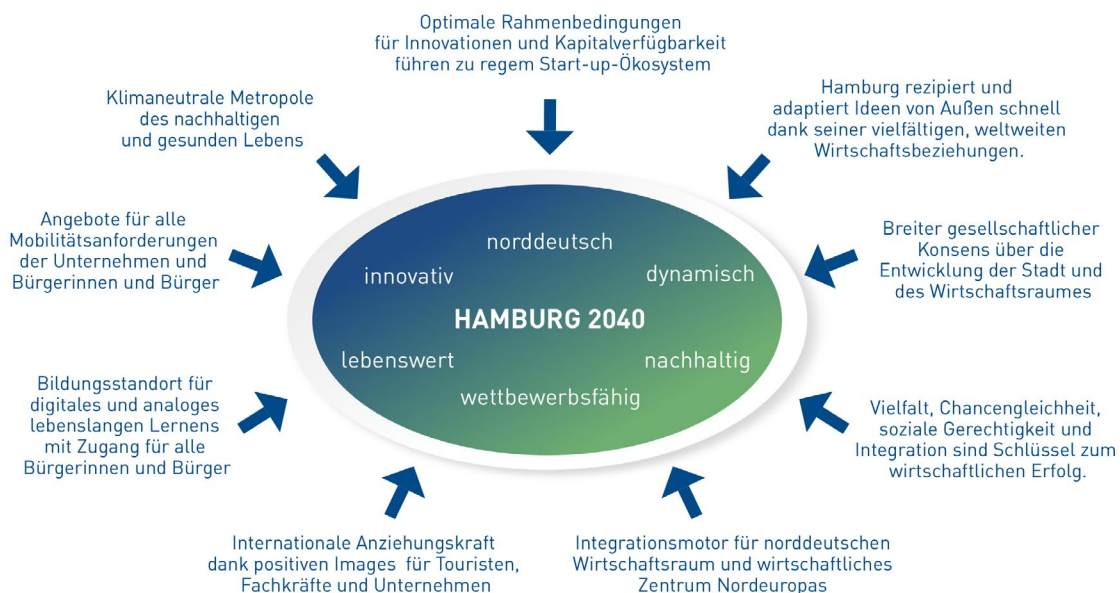 Optimale Rahmenbedingungen
für Innovationen und Kapitalverfügbarkeit
führen zu regem Start-up-Ökosystem
Klimaneutrale Metropole
des nachhaltigen
und gesunden Lebens
Hamburg rezipiert und
adaptiert Ideen von Außen schnell
dank seiner vielfältigen, weltweiten
Wirtschaftsbeziehungen.
Angebote für alle
Mobilitätsanforderungen
der Unternehmen und
Bürgerinnen und Bürger
Breiter gesellschaftlicher
Konsens über die
Entwicklung der Stadt und
des Wirtschaftsraumes
norddeutsch
innovativ
dynamisch
HAMBURG 2040
lebenswert
nachhaltig
wettbewerbsfähig
Bildungsstandort für
digitales und analoges
lebenslangen Lernens
mit Zugang für alle
Bürgerinnen und Bürger
Vielfalt, Chancengleichheit,
soziale Gerechtigkeit und
Integration sind Schlüssel zum
wirtschaftlichen Erfolg.
Internationale Anziehungskraft
dank positiven Images für Touristen,
Fachkräfte und Unternehmen
Integrationsmotor für norddeutschen
Wirtschaftsraum und wirtschaftliches
Zentrum Nordeuropas